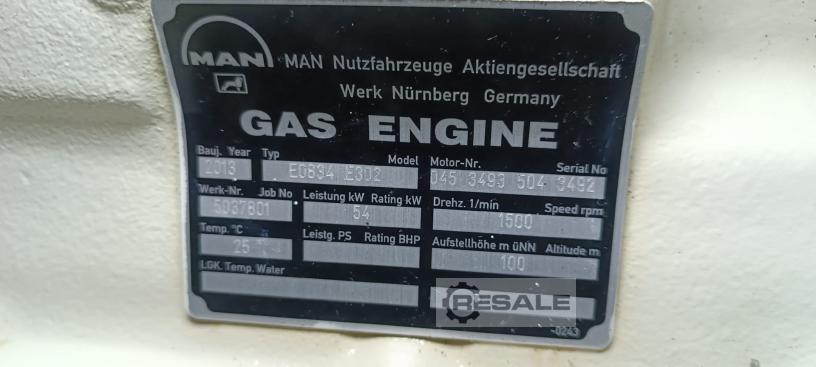 MAN
MAN Nutzfahrzeuge Aktiengesellschaft
Werk Nürnberg Germany
GAS ENGINE
Bauj. Year Typ Model Motor-Nr. Serial No
2013 E0834 E302 045 3493 504 3492
Werk-Nr. Job No Leistung kW Rating kW Drehz. 1/min Speed rpm
5037801 54 1500
Temp. °C Leistg. PS Rating BHP Aufstellhöhe m üNN Altitude m
25 100
LGK. Temp. Water
RESALE
-0243